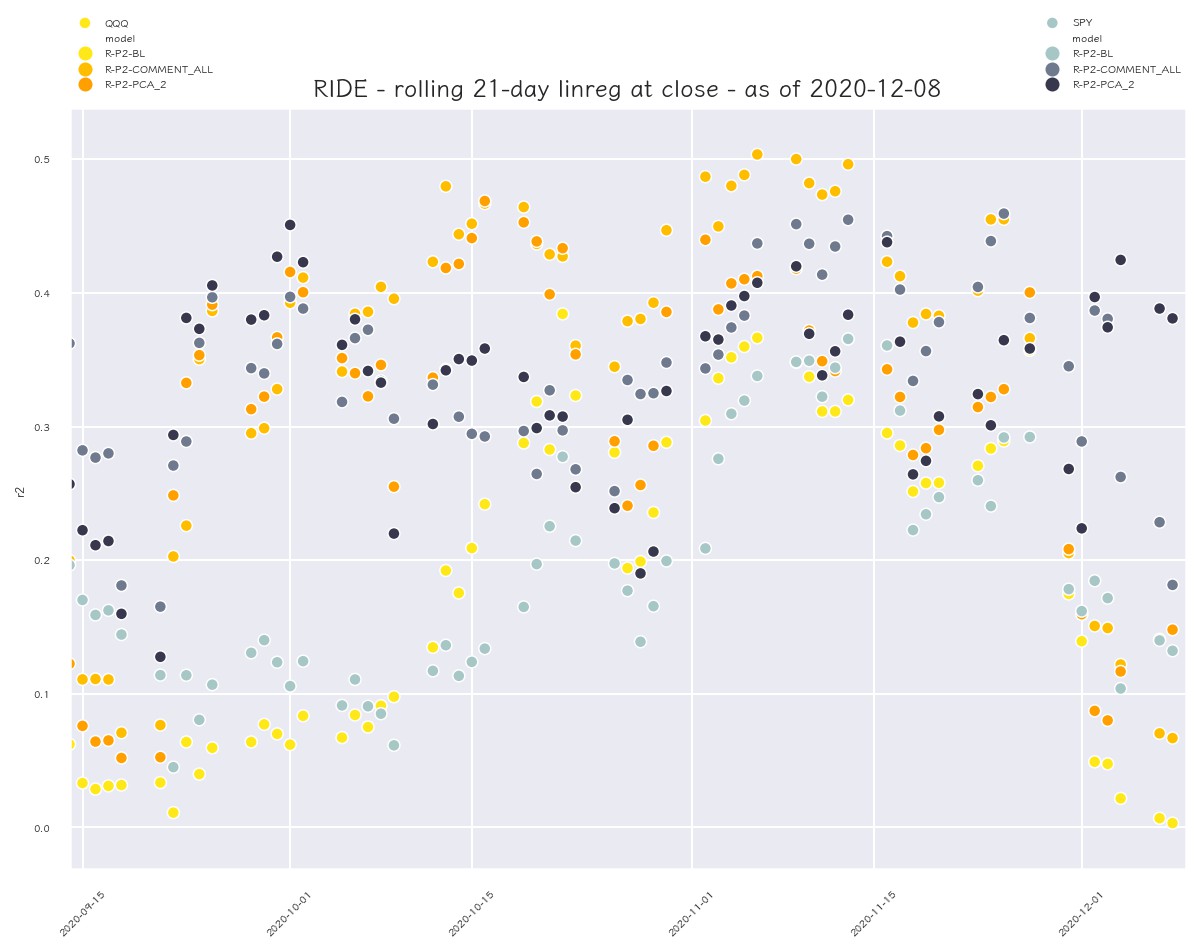 QQQ
model
R-P2-BL
R-P2-COMMENT_ALL
R-P2-PCA_2
SPY
model
R-P2-BL
R-P2-COMMENT_ALL
R-P2-PCA_2
RIDE - rolling 21-day linreg at close - as of 2020-12-08
0.5
0.4
0.3
r2
0.2
0.1
0.0
2020-09-15
2020-10-01
2020-10-15
2020-11-01
2020-11-15
2020-12-01